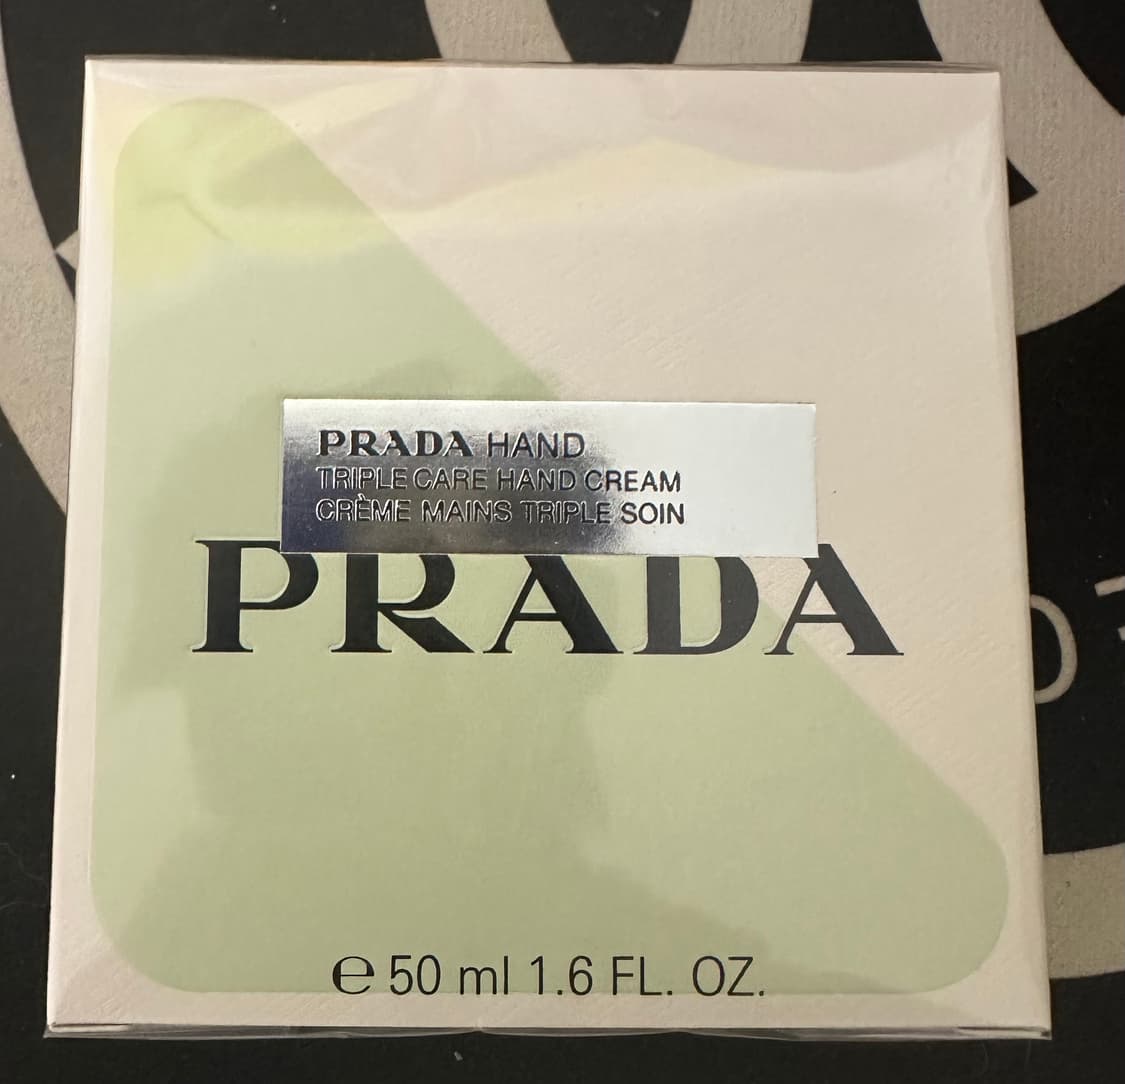 PRADA HAND
TRIPLE CARE HAND CREAM
CRÈME MAINS TRIPLE SOIN
PRADA
℮ 50 ml 1.6 FL. OZ.